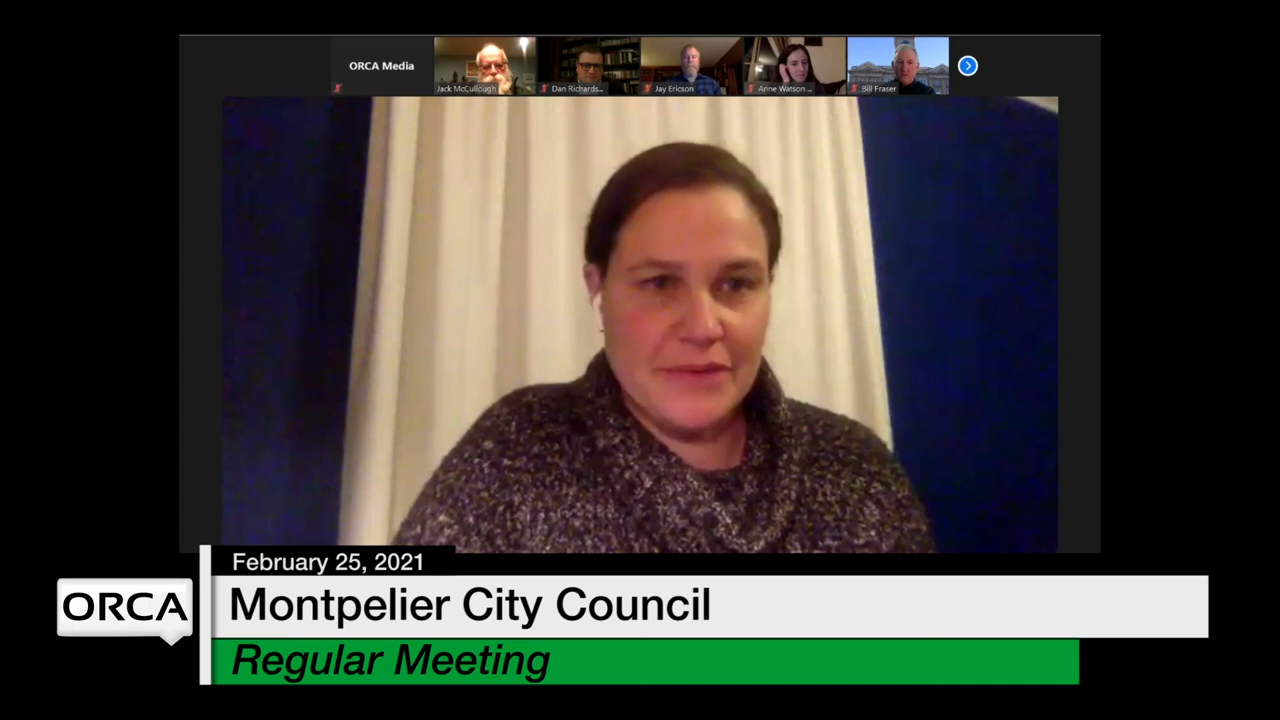 ORCA Media
Jack McCullough
Dan Richards...
Jay Ericson
Anne Watson ...
Bill Fraser
February 25, 2021
ORCA
Montpelier City Council
Regular Meeting